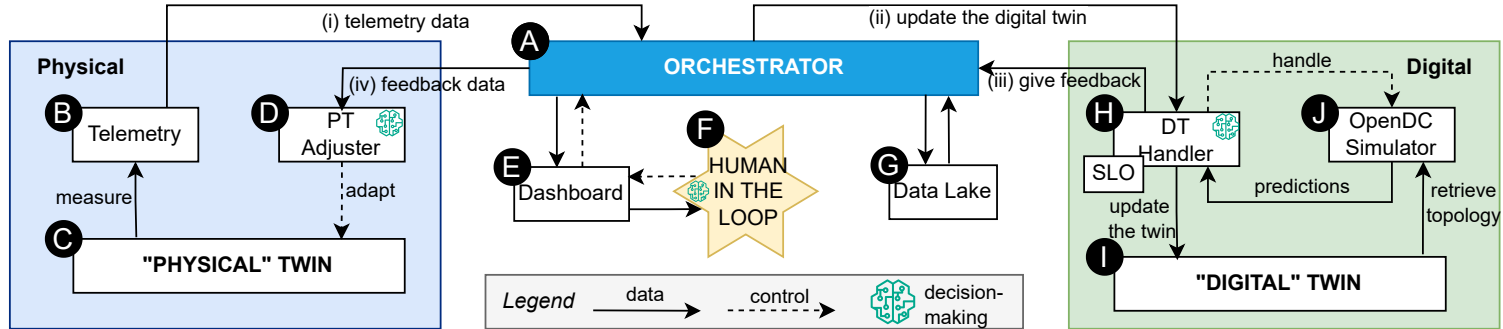 (i) telemetry data
(ii) update the digital twin
A
ORCHESTRATOR
Physical
(iv) feedback data
(iii) give feedback
handle
Digital
B
Telemetry
D
PT
Adjuster
measure
adapt
C
"PHYSICAL" TWIN
E
Dashboard
F
HUMAN
IN THE
LOOP
G
Data Lake
H
DT
Handler
SLO
J
OpenDC
Simulator
predictions
retrieve
topology
update
the twin
I
"DIGITAL" TWIN
Legend
data
control
decision-
making